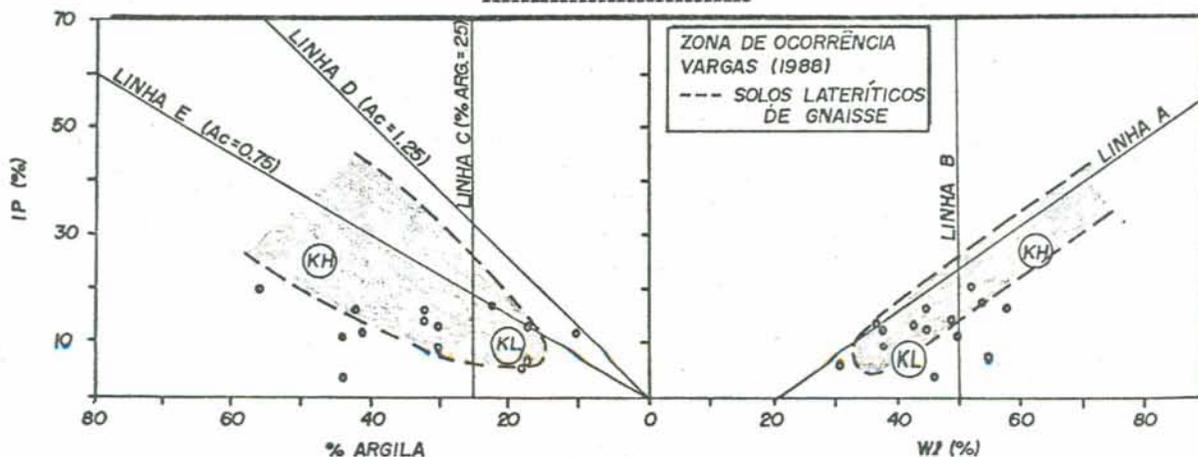 70
50
30
10
IP (%)
LINHA E (Ac=0.75)
LINHA D (Ac=1.25)
LINHA C (% ARG.=25)
KH
KL
80
60
40
20
0
% ARGILA
ZONA DE OCORRÊNCIA
VARGAS (1988)
--- SOLOS LATERÍTICOS
DE GNAISSE
LINHA B
LINHA A
KH
KL
20
40
60
80
Wl (%)